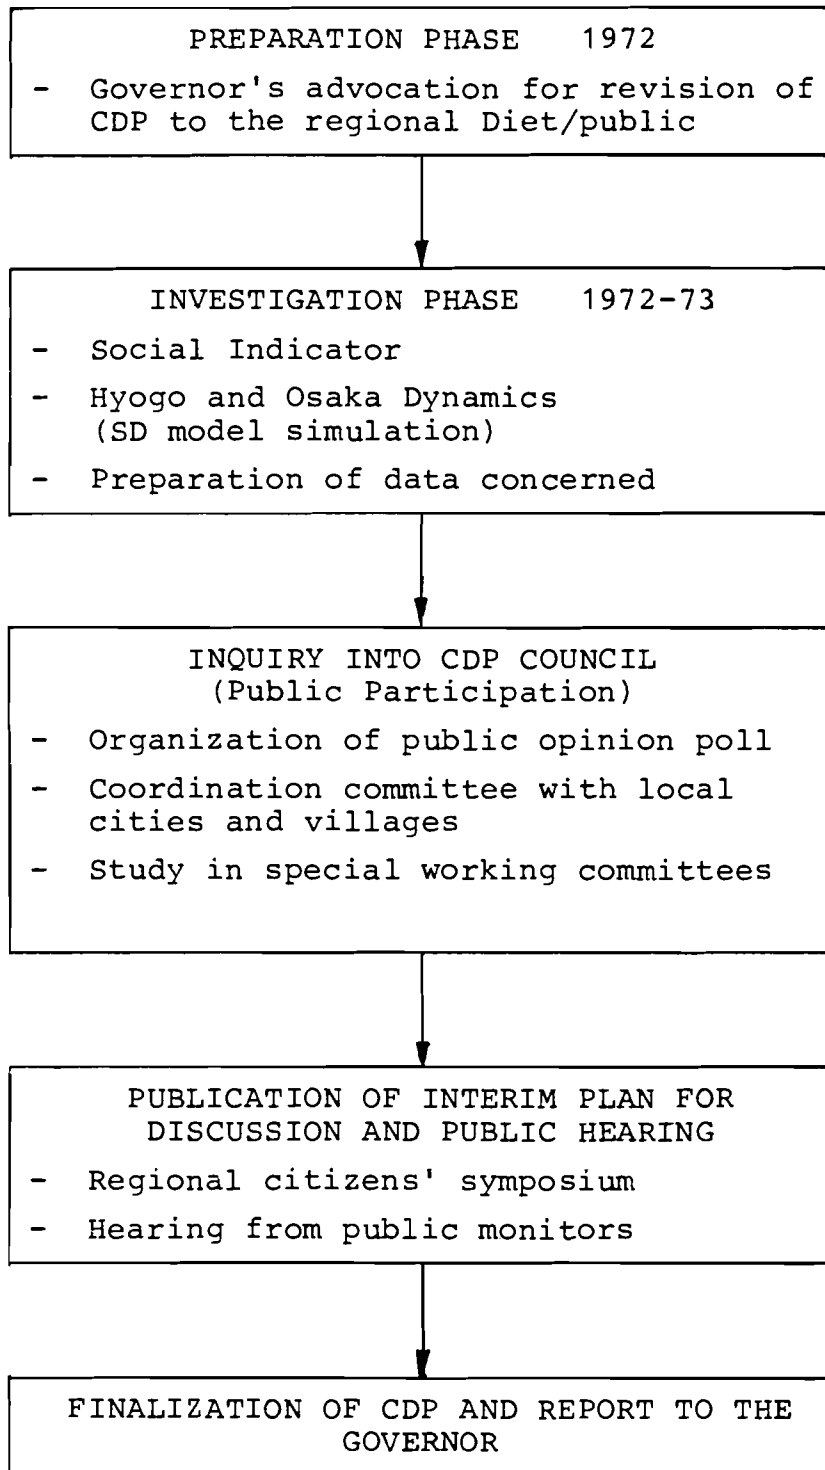 PREPARATION PHASE 1972
- Governor's advocation for revision of
CDP to the regional Diet/public
INVESTIGATION PHASE 1972-73
- Social Indicator
- Hyogo and Osaka Dynamics
(SD model simulation)
- Preparation of data concerned
INQUIRY INTO CDP COUNCIL
(Public Participation)
- Organization of public opinion poll
- Coordination committee with local
cities and villages
- Study in special working committees
PUBLICATION OF INTERIM PLAN FOR
DISCUSSION AND PUBLIC HEARING
- Regional citizens' symposium
- Hearing from public monitors
FINALIZATION OF CDP AND REPORT TO THE
GOVERNOR